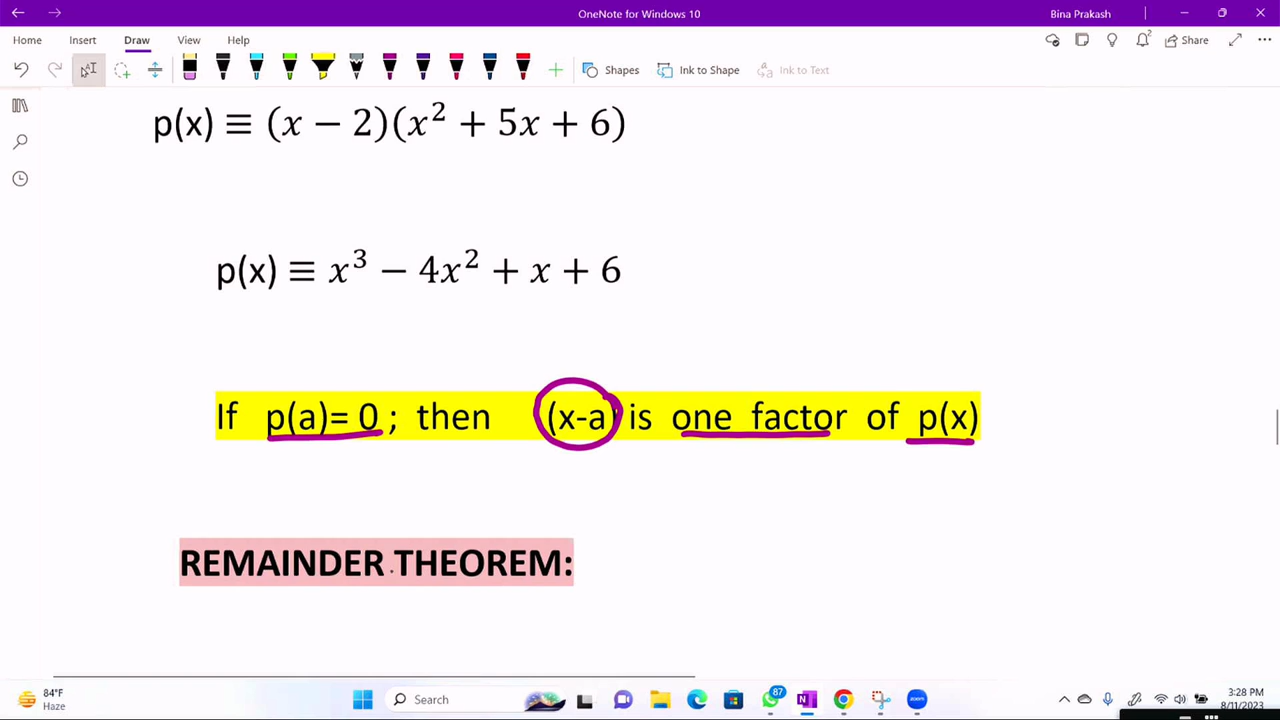 OneNote for Windows 10
Bina Prakash
Home Insert Draw View Help
Share
Shapes Ink to Shape Ink to Text
p(x) ≡ (x − 2)(x² + 5x + 6)
p(x) ≡ x³ − 4x² + x + 6
If p(a)= 0 ; then (x-a) is one factor of p(x)
REMAINDER THEOREM:
84°F
Haze
Search
87
3:28 PM
8/11/2023